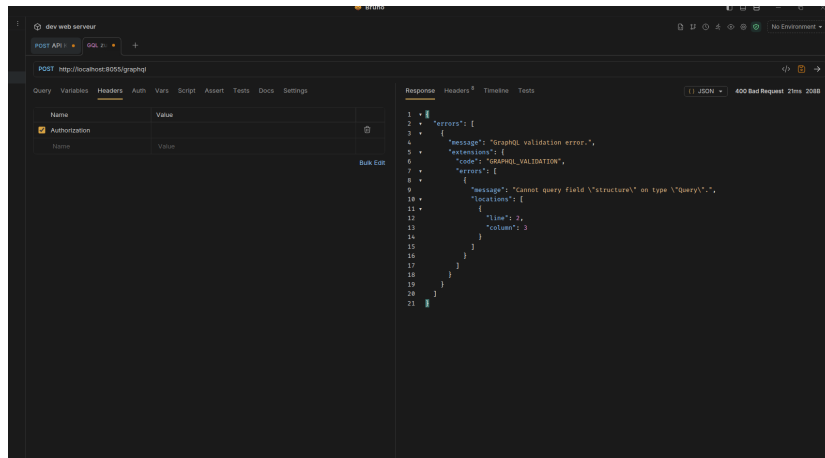 Bruno
dev web serveur
No Environment
POST API
GQL
+
POST http://localhost:8055/graphql
</>
Query Variables Headers Auth Vars Script Assert Tests Docs Settings
Name Value
Authorization
Name Value
Bulk Edit
Response Headers 8 Timeline Tests
JSON
400 Bad Request 21ms 208B
1 {
2 "errors": [
3 {
4 "message": "GraphQL validation error.",
5 "extensions": {
6 "code": "GRAPHQL_VALIDATION",
7 "errors": [
8 {
9 "message": "Cannot query field \"structure\" on type \"Query\".",
10 "locations": [
11 {
12 "line": 2,
13 "column": 3
14 }
15 ]
16 }
17 ]
18 }
19 }
20 ]
21 }